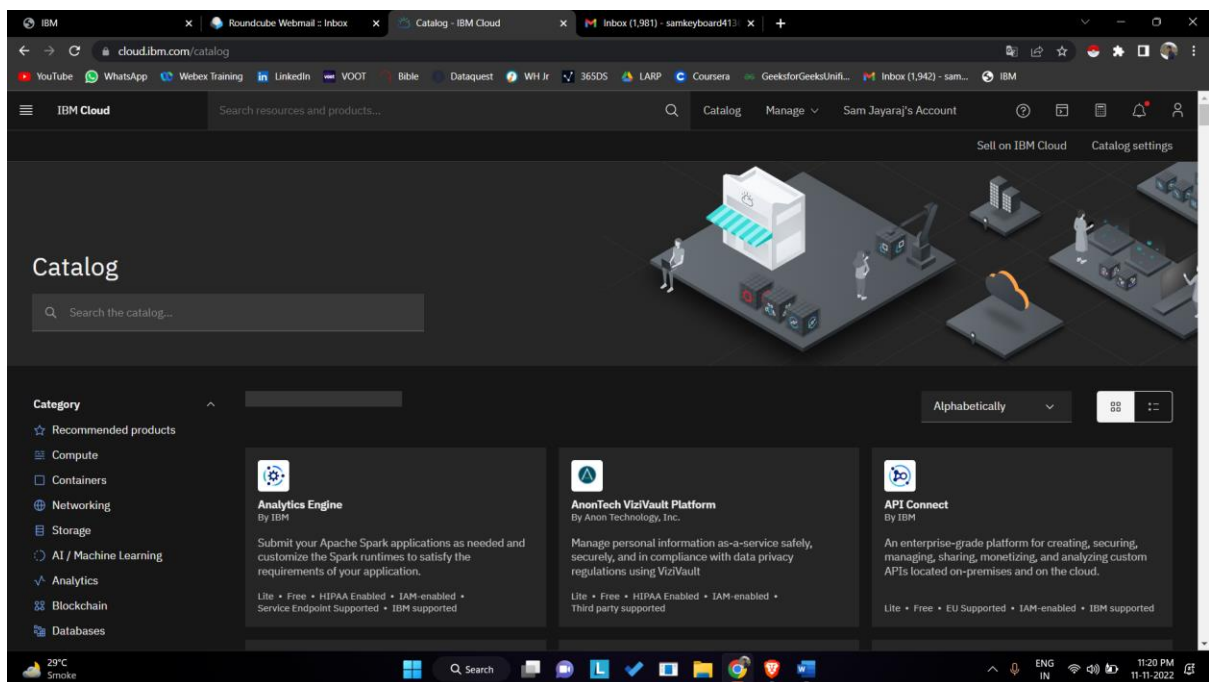 IBM
Roundcube Webmail :: Inbox
Catalog - IBM Cloud
Inbox (1,981) - samkeyboard413
cloud.ibm.com/catalog
YouTube WhatsApp Webex Training LinkedIn VOOT Bible Dataquest WH Jr 365DS LARP Coursera GeeksforGeeksUnifi... Inbox (1,942) - sam... IBM
IBM Cloud Search resources and products... Catalog Manage Sam Jayaraj's Account
Sell on IBM Cloud Catalog settings
Catalog
Search the catalog...
Category
Recommended products
Compute
Containers
Networking
Storage
AI / Machine Learning
Analytics
Blockchain
Databases
Alphabetically
Analytics Engine
By IBM
Submit your Apache Spark applications as needed and
customize the Spark runtimes to satisfy the
requirements of your application.
Lite • Free • HIPAA Enabled • IAM-enabled •
Service Endpoint Supported • IBM supported
AnonTech ViziVault Platform
By Anon Technology, Inc.
Manage personal information as-a-service safely,
securely, and in compliance with data privacy
regulations using ViziVault
Lite • Free • HIPAA Enabled • IAM-enabled •
Third party supported
API Connect
By IBM
An enterprise-grade platform for creating, securing,
managing, sharing, monetizing, and analyzing custom
APIs located on-premises and on the cloud.
Lite • Free • EU Supported • IAM-enabled • IBM supported
29°C
Smoke
Search
ENG
IN
11:20 PM
11-11-2022